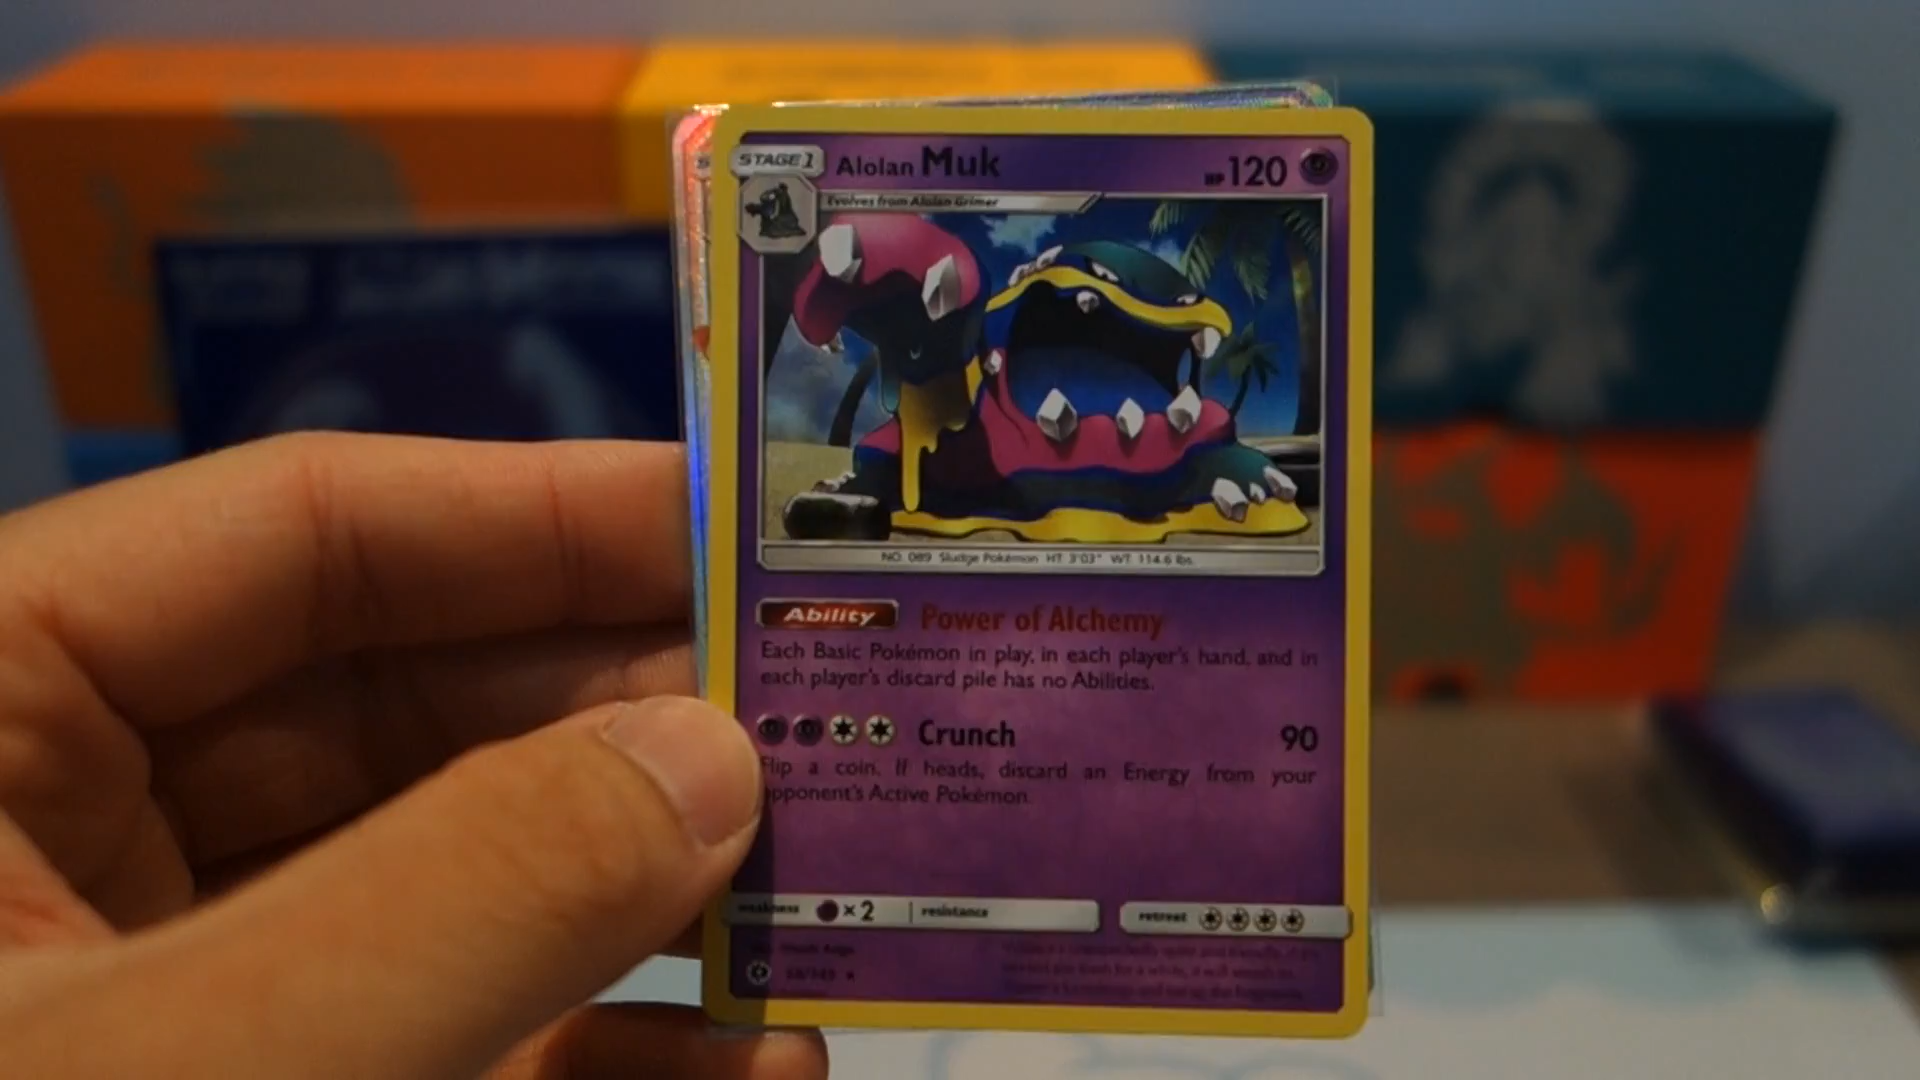 STAGE 1 Alolan Muk HP 120
Evolves from Alolan Grimer
NO. 089 Sludge Pokémon HT 3'03" WT 114.6 lbs.
Ability Power of Alchemy
Each Basic Pokémon in play, in each player's hand, and in
each player's discard pile has no Abilities.
Crunch 90
Flip a coin. If heads, discard an Energy from your
opponent's Active Pokémon.
weakness ×2 resistance retreat
58/149